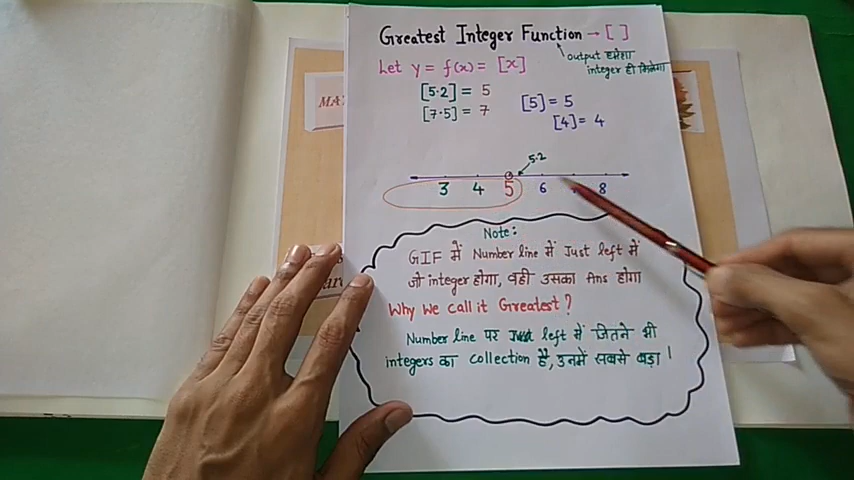 Greatest Integer Function → [ ]
output हमेशा
integer ही मिलेगा
Let y = f(x) = [x]
[5·2] = 5
[7·5] = 7
[5] = 5
[4] = 4
5·2
3 4 5 6 8
Note:
GIF में Number line में Just left में
जो integer होगा, वही उसका Ans होगा
Why we call it Greatest?
Number line पर Just left में जितने भी
integers का collection है, उनमें सबसे बड़ा।
MA